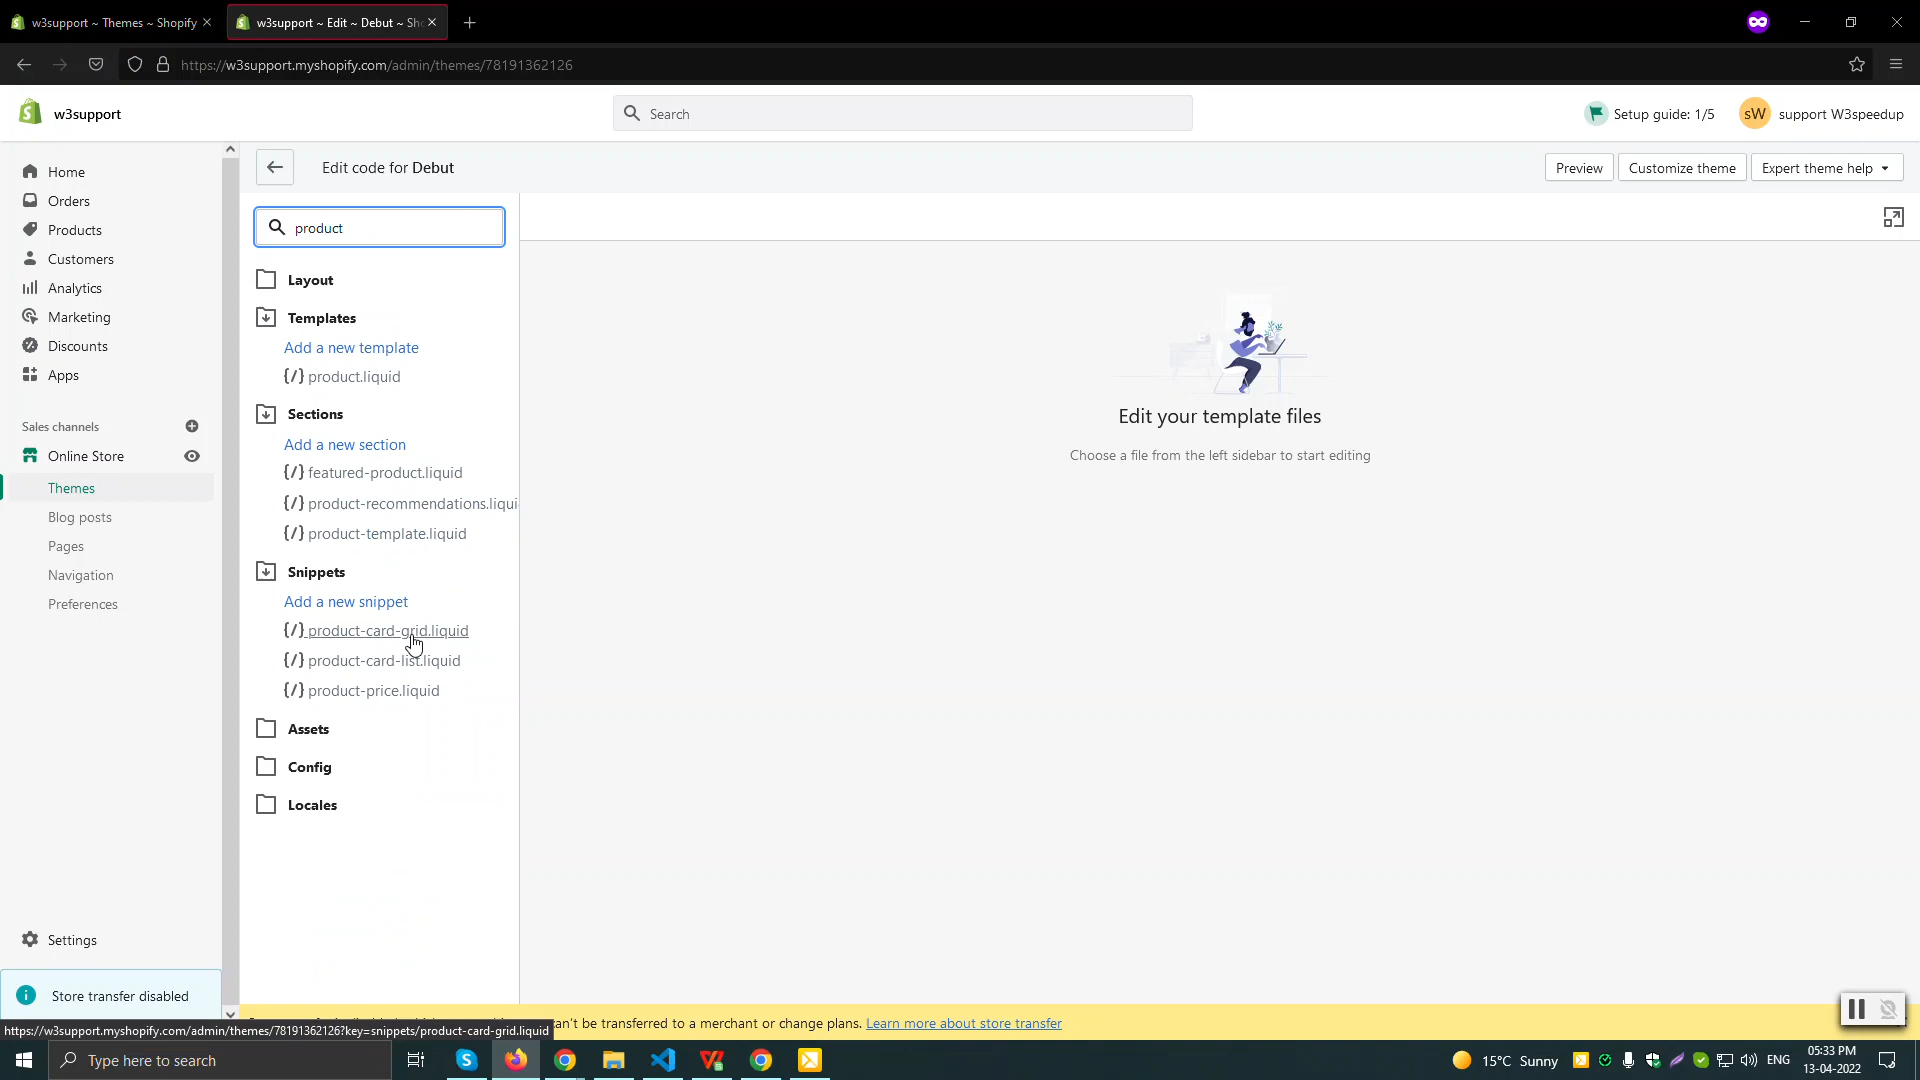 w3support ~ Themes ~ Shopify
w3support ~ Edit ~ Debut ~ Sh
https://w3support.myshopify.com/admin/themes/78191362126
w3support
Search
Setup guide: 1/5
sW
support W3speedup
Home
Orders
Products
Customers
Analytics
Marketing
Discounts
Apps
Sales channels
Online Store
Themes
Blog posts
Pages
Navigation
Preferences
Settings
Store transfer disabled
Edit code for Debut
Preview
Customize theme
Expert theme help
product
Layout
Templates
Add a new template
{/} product.liquid
Sections
Add a new section
{/} featured-product.liquid
{/} product-recommendations.liqui
{/} product-template.liquid
Snippets
Add a new snippet
{/} product-card-grid.liquid
{/} product-card-list.liquid
{/} product-price.liquid
Assets
Config
Locales
Edit your template files
Choose a file from the left sidebar to start editing
can't be transferred to a merchant or change plans. Learn more about store transfer
https://w3support.myshopify.com/admin/themes/78191362126?key=snippets/product-card-grid.liquid
Type here to search
15°C Sunny
ENG
05:33 PM
13-04-2022